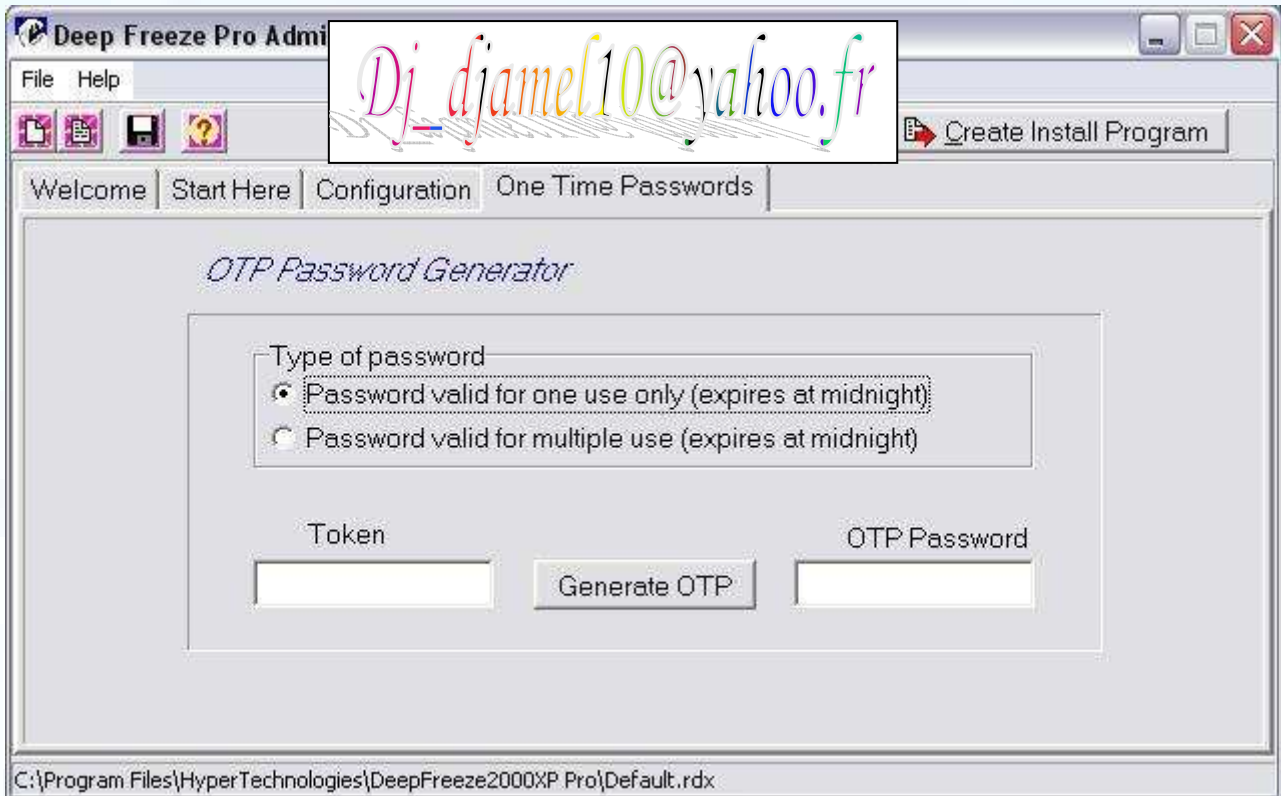 Deep Freeze Pro Admi
Dj_djamel10@yahoo.fr
File Help
Create Install Program
Welcome Start Here Configuration One Time Passwords
OTP Password Generator
Type of password
Password valid for one use only (expires at midnight)
Password valid for multiple use (expires at midnight)
Token OTP Password
Generate OTP
C:\Program Files\HyperTechnologies\DeepFreeze2000XP Pro\Default.rdx